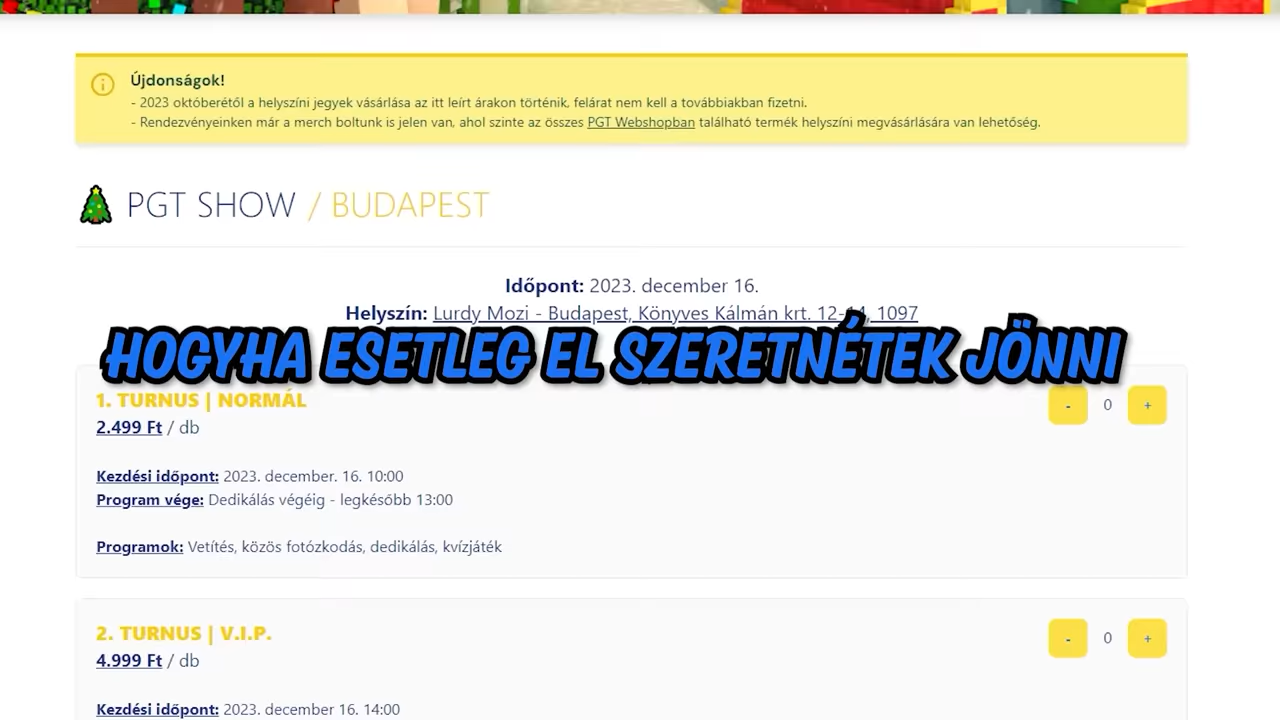 Újdonságok!
- 2023 októberétől a helyszíni jegyek vásárlása az itt leírt árakon történik, felárat nem kell a továbbiakban fizetni.
- Rendezvényeinken már a merch boltunk is jelen van, ahol szinte az összes PGT Webshopban található termék helyszíni megvásárlására van lehetőség.
PGT SHOW / BUDAPEST
Időpont: 2023. december 16.
Helyszín: Lurdy Mozi - Budapest, Könyves Kálmán krt. 12-14, 1097
HOGYHA ESETLEG EL SZERETNÉTEK JÖNNI
1. TURNUS | NORMÁL
- 0 +
2.499 Ft / db
Kezdési időpont: 2023. december. 16. 10:00
Program vége: Dedikálás végéig - legkésőbb 13:00
Programok: Vetítés, közös fotózkodás, dedikálás, kvízjáték
2. TURNUS | V.I.P.
- 0 +
4.999 Ft / db
Kezdési időpont: 2023. december 16. 14:00